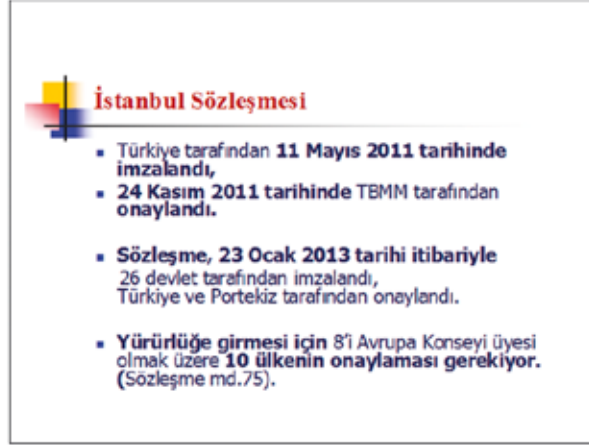 İstanbul Sözleşmesi
Türkiye tarafından 11 Mayıs 2011 tarihinde
imzalandı,
24 Kasım 2011 tarihinde TBMM tarafından
onaylandı.
Sözleşme, 23 Ocak 2013 tarihi itibariyle
26 devlet tarafından imzalandı,
Türkiye ve Portekiz tarafından onaylandı.
Yürürlüğe girmesi için 8'i Avrupa Konseyi üyesi
olmak üzere 10 ülkenin onaylaması gerekiyor.
(Sözleşme md.75).